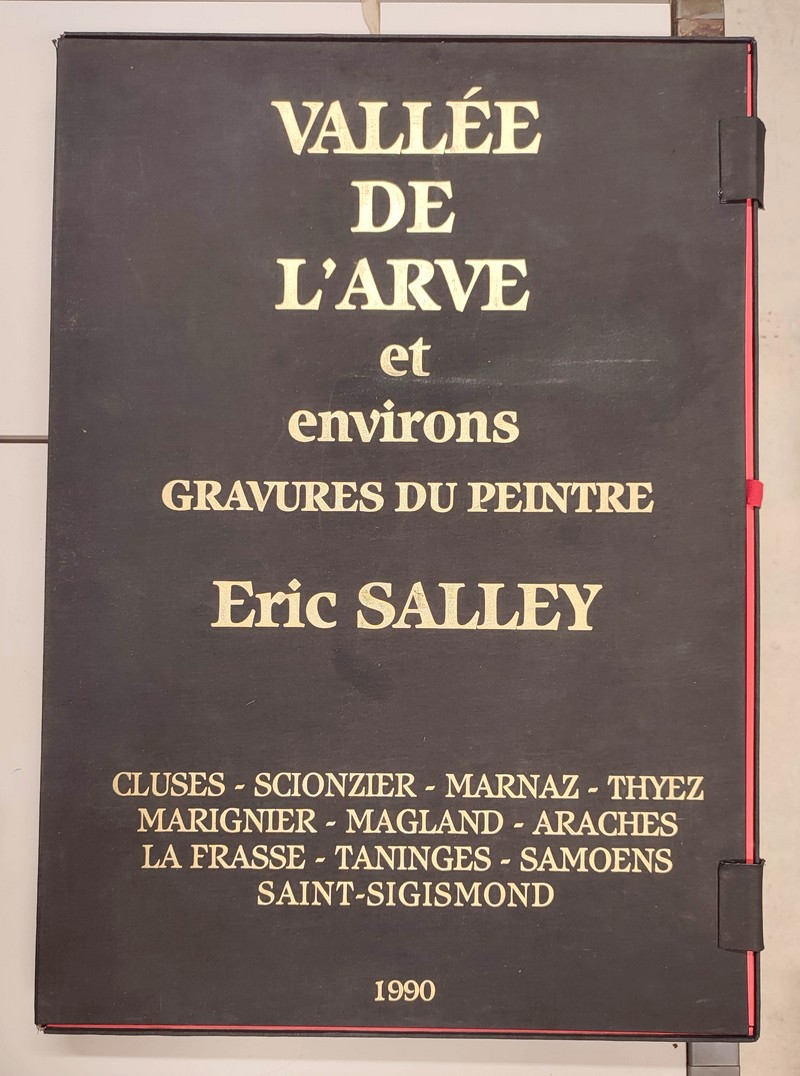 VALLÉE
DE
L'ARVE
et
environs
GRAVURES DU PEINTRE
Eric SALLEY
CLUSES - SCIONZIER - MARNAZ - THYEZ
MARIGNIER - MAGLAND - ARACHES
LA FRASSE - TANINGES - SAMOENS
SAINT-SIGISMOND
1990